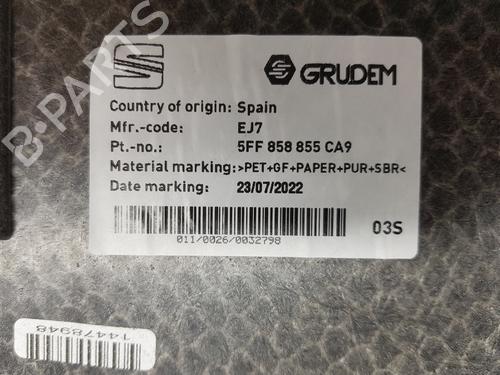 B-PARTS
GRUDEM
Country of origin: Spain
Mfr.-code: EJ7
Pt.-no.: 5FF 858 855 CA9
Material marking: >PET+GF+PAPER+PUR+SBR<
Date marking: 23/07/2022
011/0026/0032798
03S
14478948